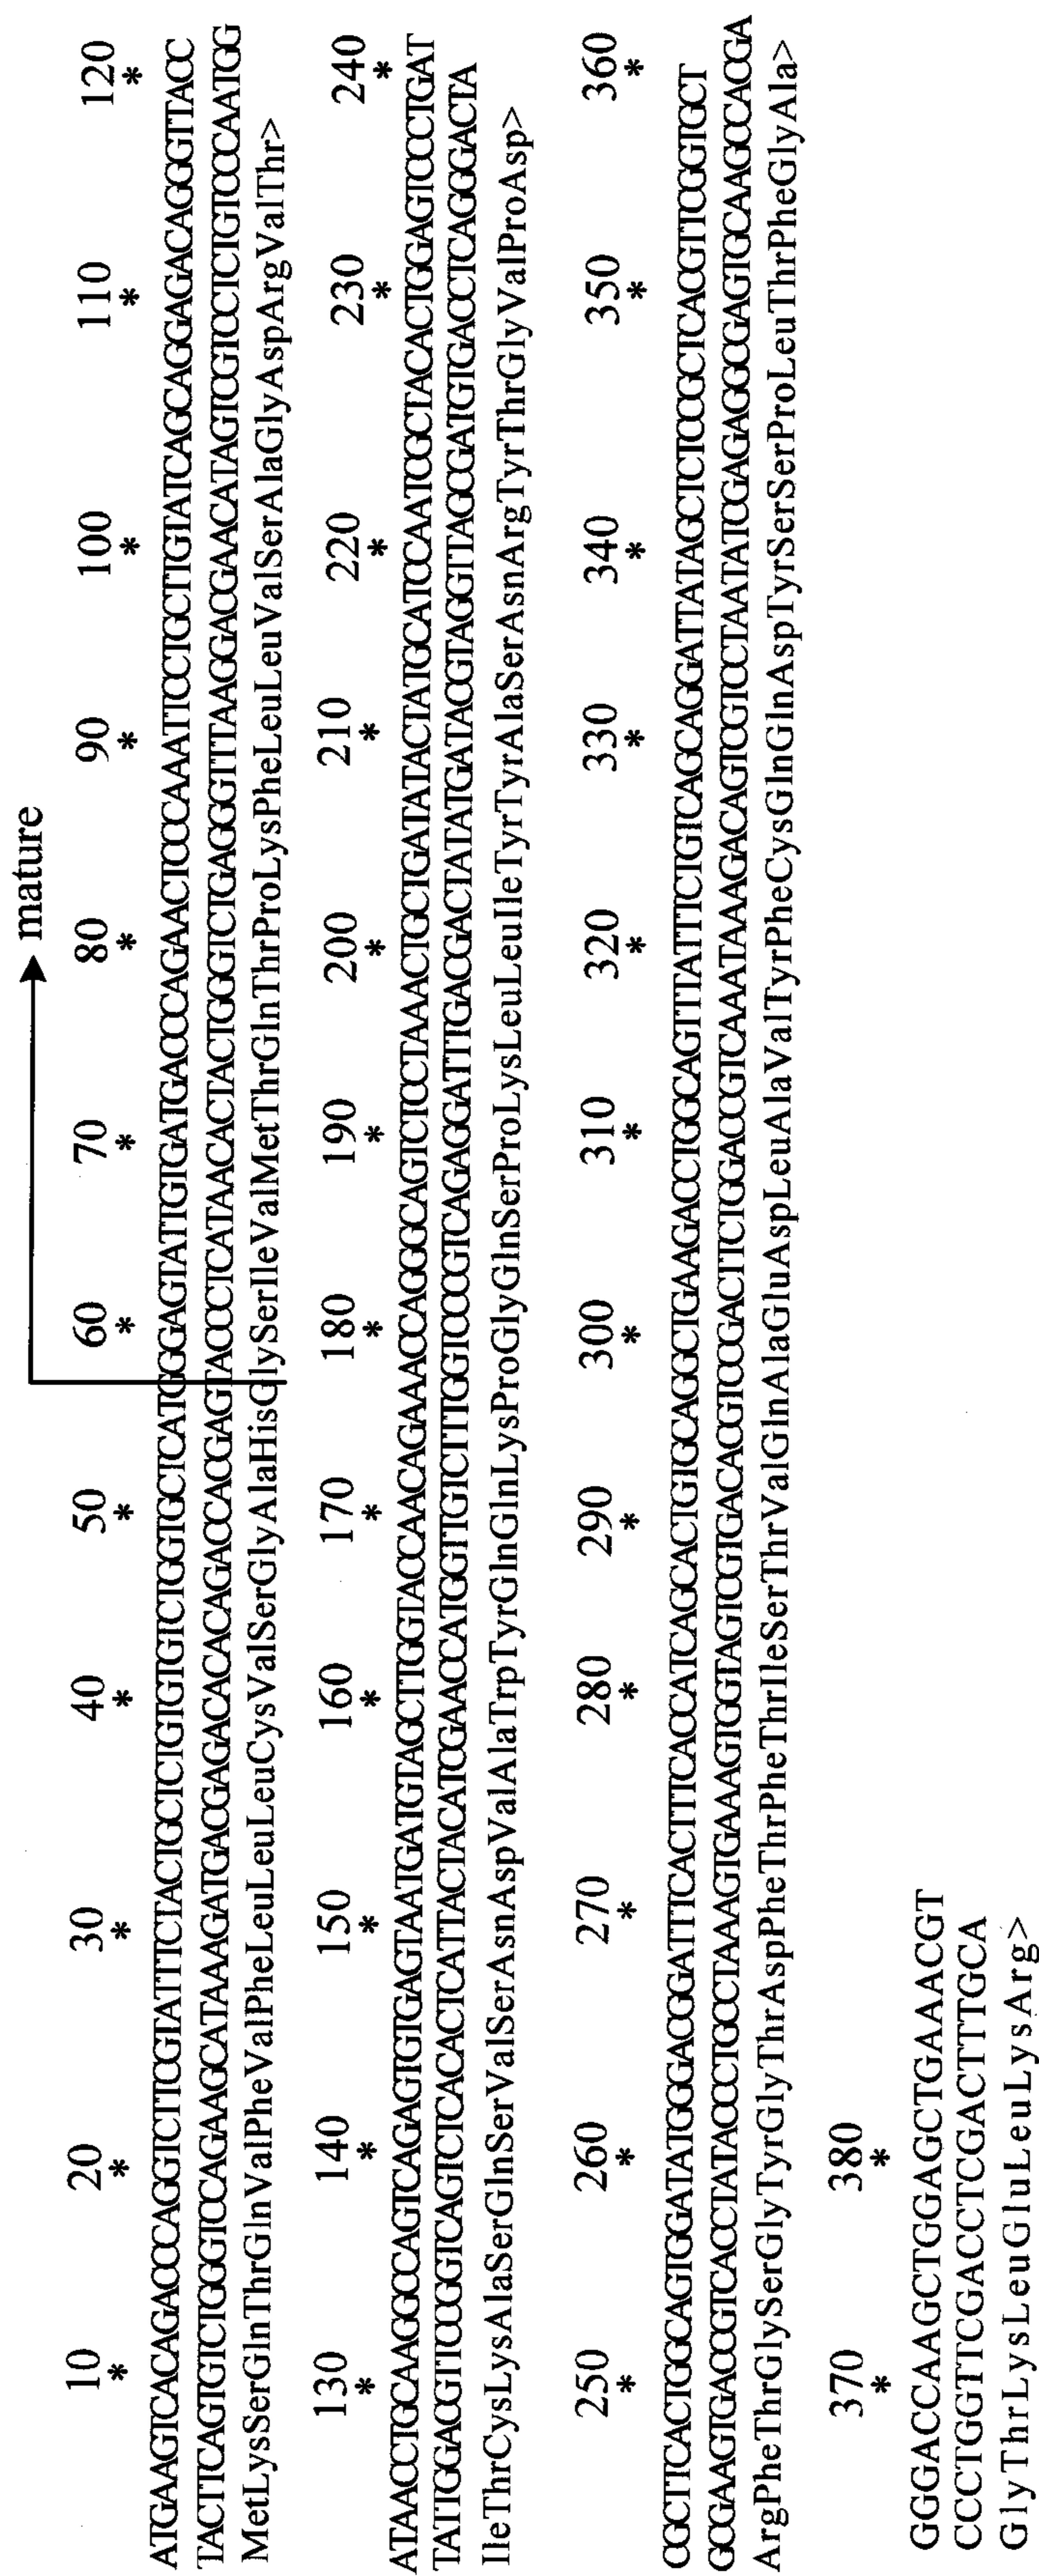 mature
10 20 30 40 50 60 70 80 90 100 110 120
* * * * * * * * * * * *
ATGAAGTCACAGACCCAGGTCTTCGTATTTCTACTGCTCTGTGTGTCTGGTGCTCATGGGAGTATTGTGATGACCCAGACTCCCAAATTCCTGCTTGTATCAGCAGGAGACAGGGTTACC
TACTTCAGTGTCTGGGTCCAGAAGCATAAAGATGACGAGACACACAGACCACGAGTACCCTCATAACACTACTGGGTCTGAGGGTTTAAGGACGAACATAGTCGTCCTCTGTCCCAATGG
MetLysSerGlnThrGlnValPheValPheLeuLeuLeuCysValSerGlyAlaHisGlySerIleValMetThrGlnThrProLysPheLeuLeuValSerAlaGlyAspArgValThr>
130 140 150 160 170 180 190 200 210 220 230 240
* * * * * * * * * * * *
ATAACCTGCAAGGCCAGTCAGAGTGTGAGTAATGATGTAGCTTGGTACCAACAGAAACCAGGGCAGTCTCCTAAACTGCTGATATACTATGCATCCAATCGCTACACTGGAGTCCCTGAT
TATTGGACGTTCCGGTCAGTCTCACACTCATTACTACATCGAACCATGGTTGTCTTTGGTCCCGTCAGAGGATTTGACGACTATATGATACGTAGGTTAGCGATGTGACCTCAGGGACTA
IleThrCysLysAlaSerGlnSerValSerAsnAspValAlaTrpTyrGlnGlnLysProGlyGlnSerProLysLeuLeuIleTyrTyrAlaSerAsnArgTyrThrGlyValProAsp>
250 260 270 280 290 300 310 320 330 340 350 360
* * * * * * * * * * * *
CGCTTCACTGGCAGTGGATATGGGACGGATTTCACTTTCACCATCAGCACTGTGCAGGCTGAAGACCTGGCAGTTTATTTCTGTCAGCAGGATTATAGCTCTCCGCTCACGTTCGGTGCT
GCGAAGTGACCGTCACCTATACCCTGCCTAAAGTGAAAGTGGTAGTCGTGACACGTCCGACTTCTGGACCGTCAAATAAAGACAGTCGTCCTAATATCGAGAGGCGAGTGCAAGCCACGA
ArgPheThrGlySerGlyTyrGlyThrAspPheThrPheThrIleSerThrValGlnAlaGluAspLeuAlaValTyrPheCysGlnGlnAspTyrSerSerProLeuThrPheGlyAla>
370 380
* *
GGGACCAAGCTGGAGCTGAAACGT
CCCTGGTTCGACCTCGACTTTGCA
GlyThrLysLeuGluLeuLysArg>